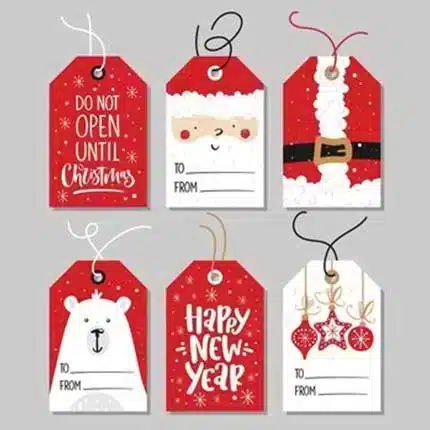 DO NOT
OPEN
UNTIL
Christmas
TO
FROM
TO
FROM
HAPPY
NEW
YEAR
TO
FROM